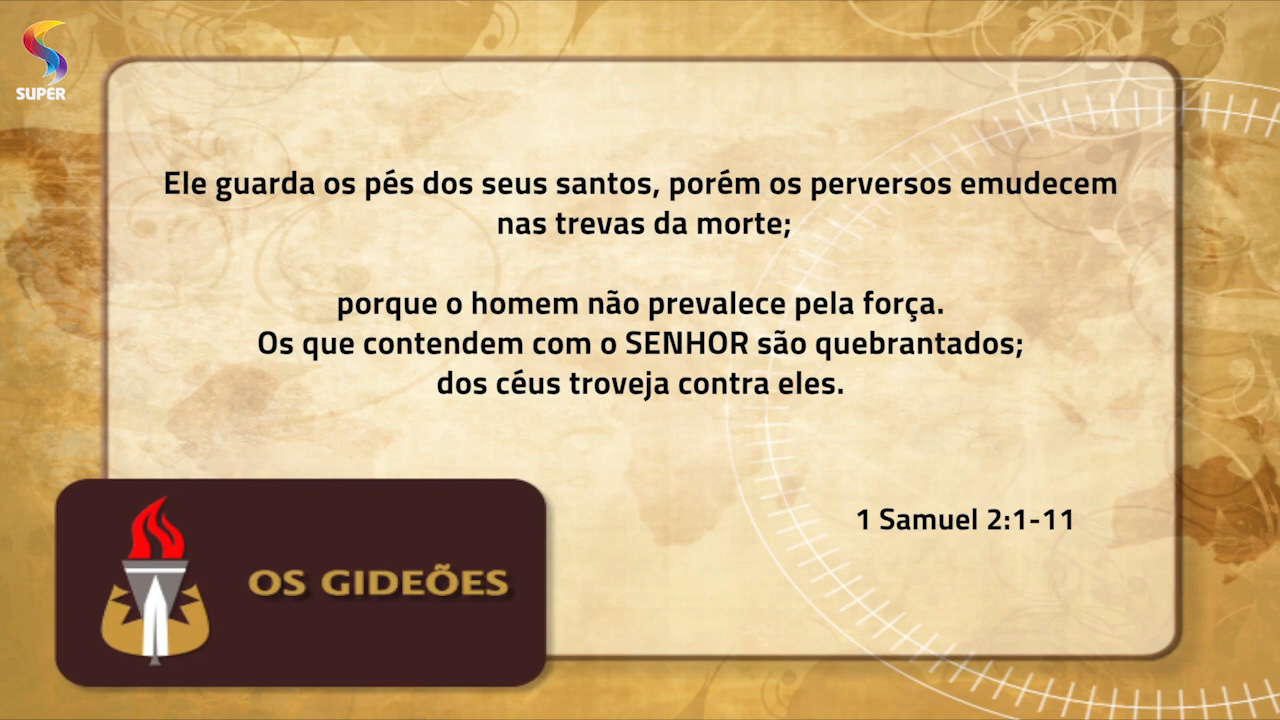 SUPER
Ele guarda os pés dos seus santos, porém os perversos emudecem
nas trevas da morte;
porque o homem não prevalece pela força.
Os que contendem com o SENHOR são quebrantados;
dos céus troveja contra eles.
1 Samuel 2:1-11
OS GIDEÕES